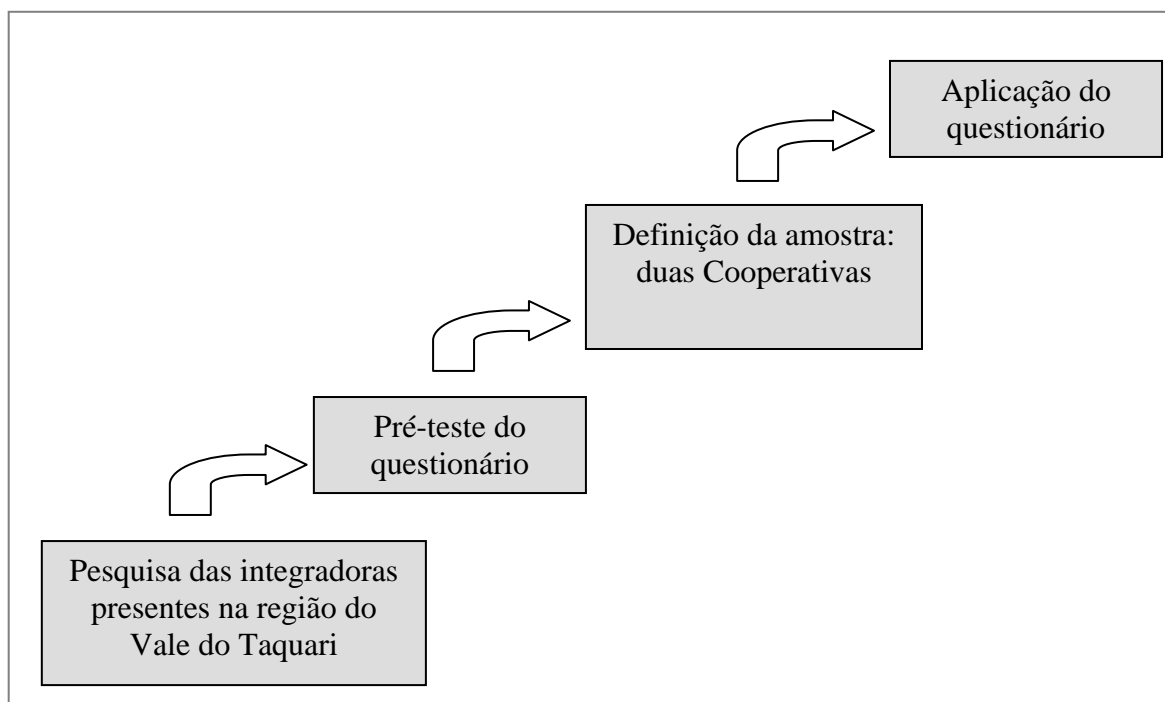 Aplicação do
questionário
Definição da amostra:
duas Cooperativas
Pré-teste do
questionário
Pesquisa das integradoras
presentes na região do
Vale do Taquari